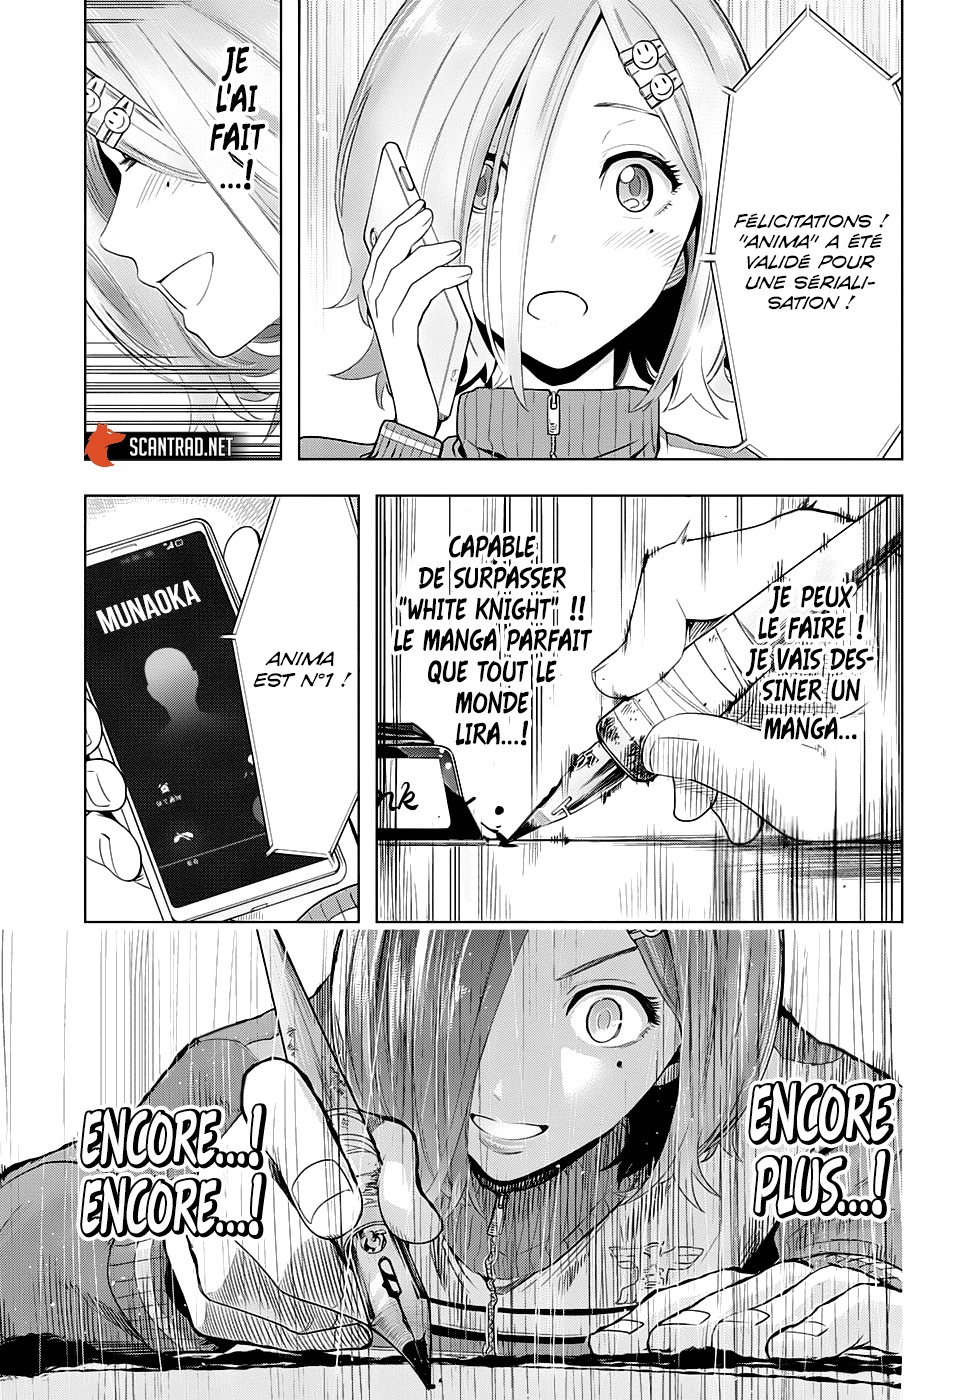 FÉLICITATIONS !
"ANIMA" A ÉTÉ
VALIDÉ POUR
UNE SÉRIALI-
SATION !
JE
L'AI
FAIT
...!
SCANTRAD.NET
JE PEUX
LE FAIRE !
JE VAIS DES-
SINER UN
MANGA...
CAPABLE
DE SURPASSER
"WHITE KNIGHT" !!
LE MANGA PARFAIT
QUE TOUT LE
MONDE
LIRA...!
nk
MUNAOKA
ANIMA
EST N°1 !
ENCORE
PLUS...!
ENCORE...!
ENCORE...!